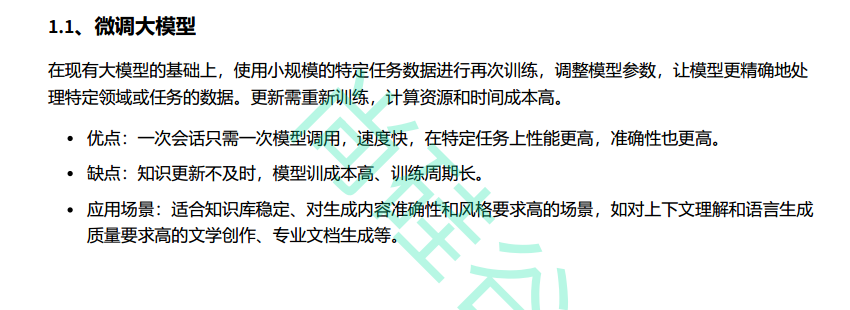 1.1、微调大模型
在现有大模型的基础上，使用小规模的特定任务数据进行再次训练，调整模型参数，让模型更精确地处
理特定领域或任务的数据。更新需重新训练，计算资源和时间成本高。
• 优点：一次会话只需一次模型调用，速度快，在特定任务上性能更高，准确性也更高。
• 缺点：知识更新不及时，模型训成本高、训练周期长。
• 应用场景：适合知识库稳定、对生成内容准确性和风格要求高的场景，如对上下文理解和语言生成
质量要求高的文学创作、专业文档生成等。
尚硅谷